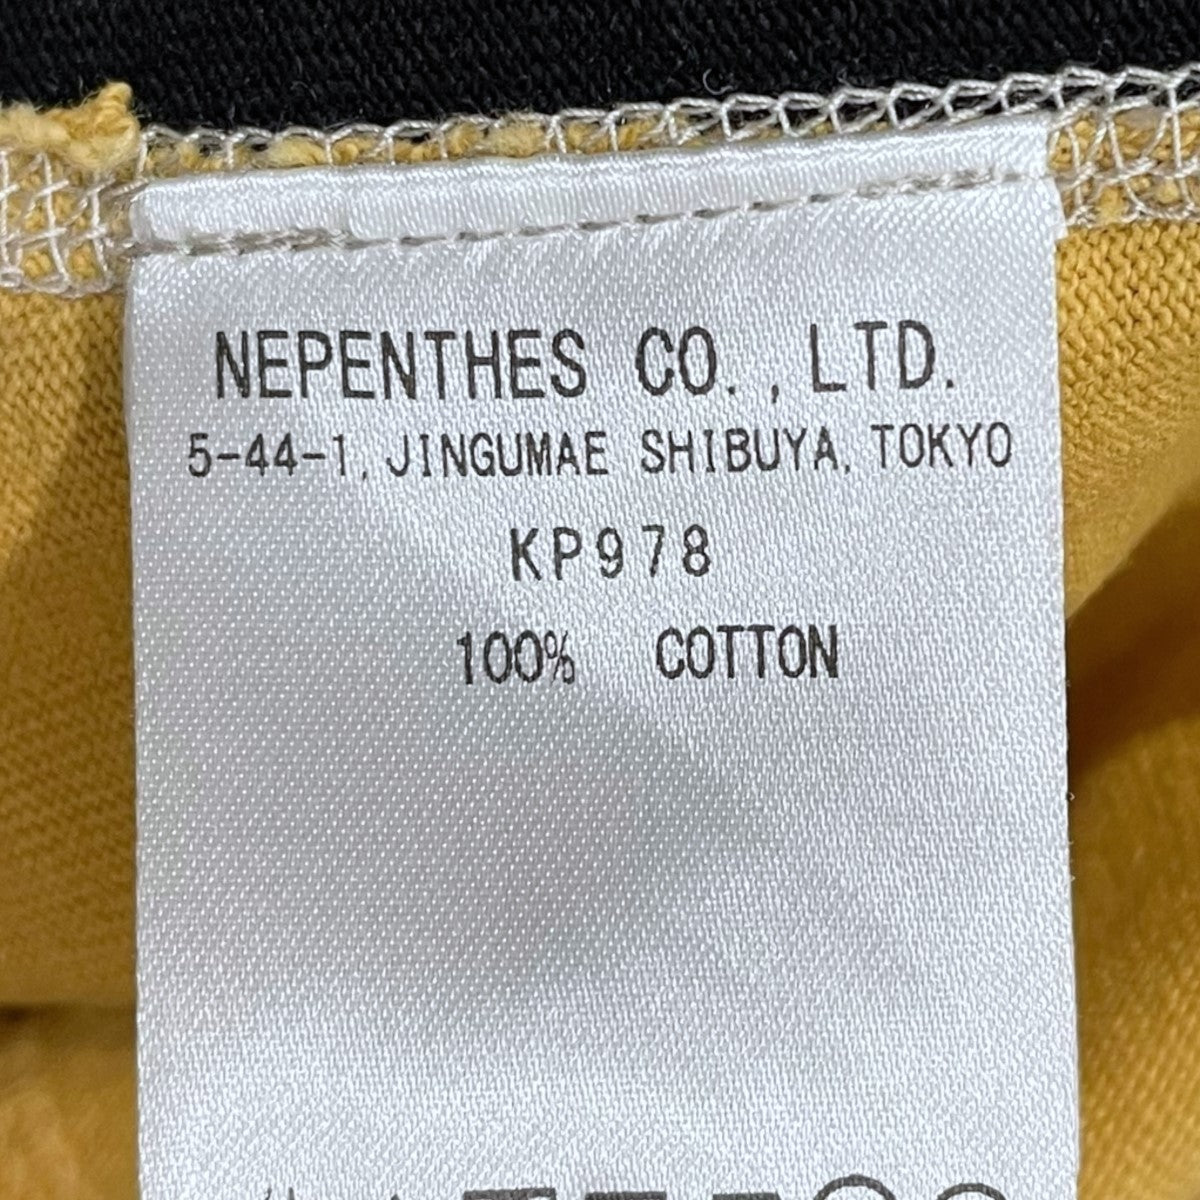 NEPENTHES CO.,LTD.
5-44-1, JINGUMAE SHIBUYA, TOKYO
KP978
100% COTTON